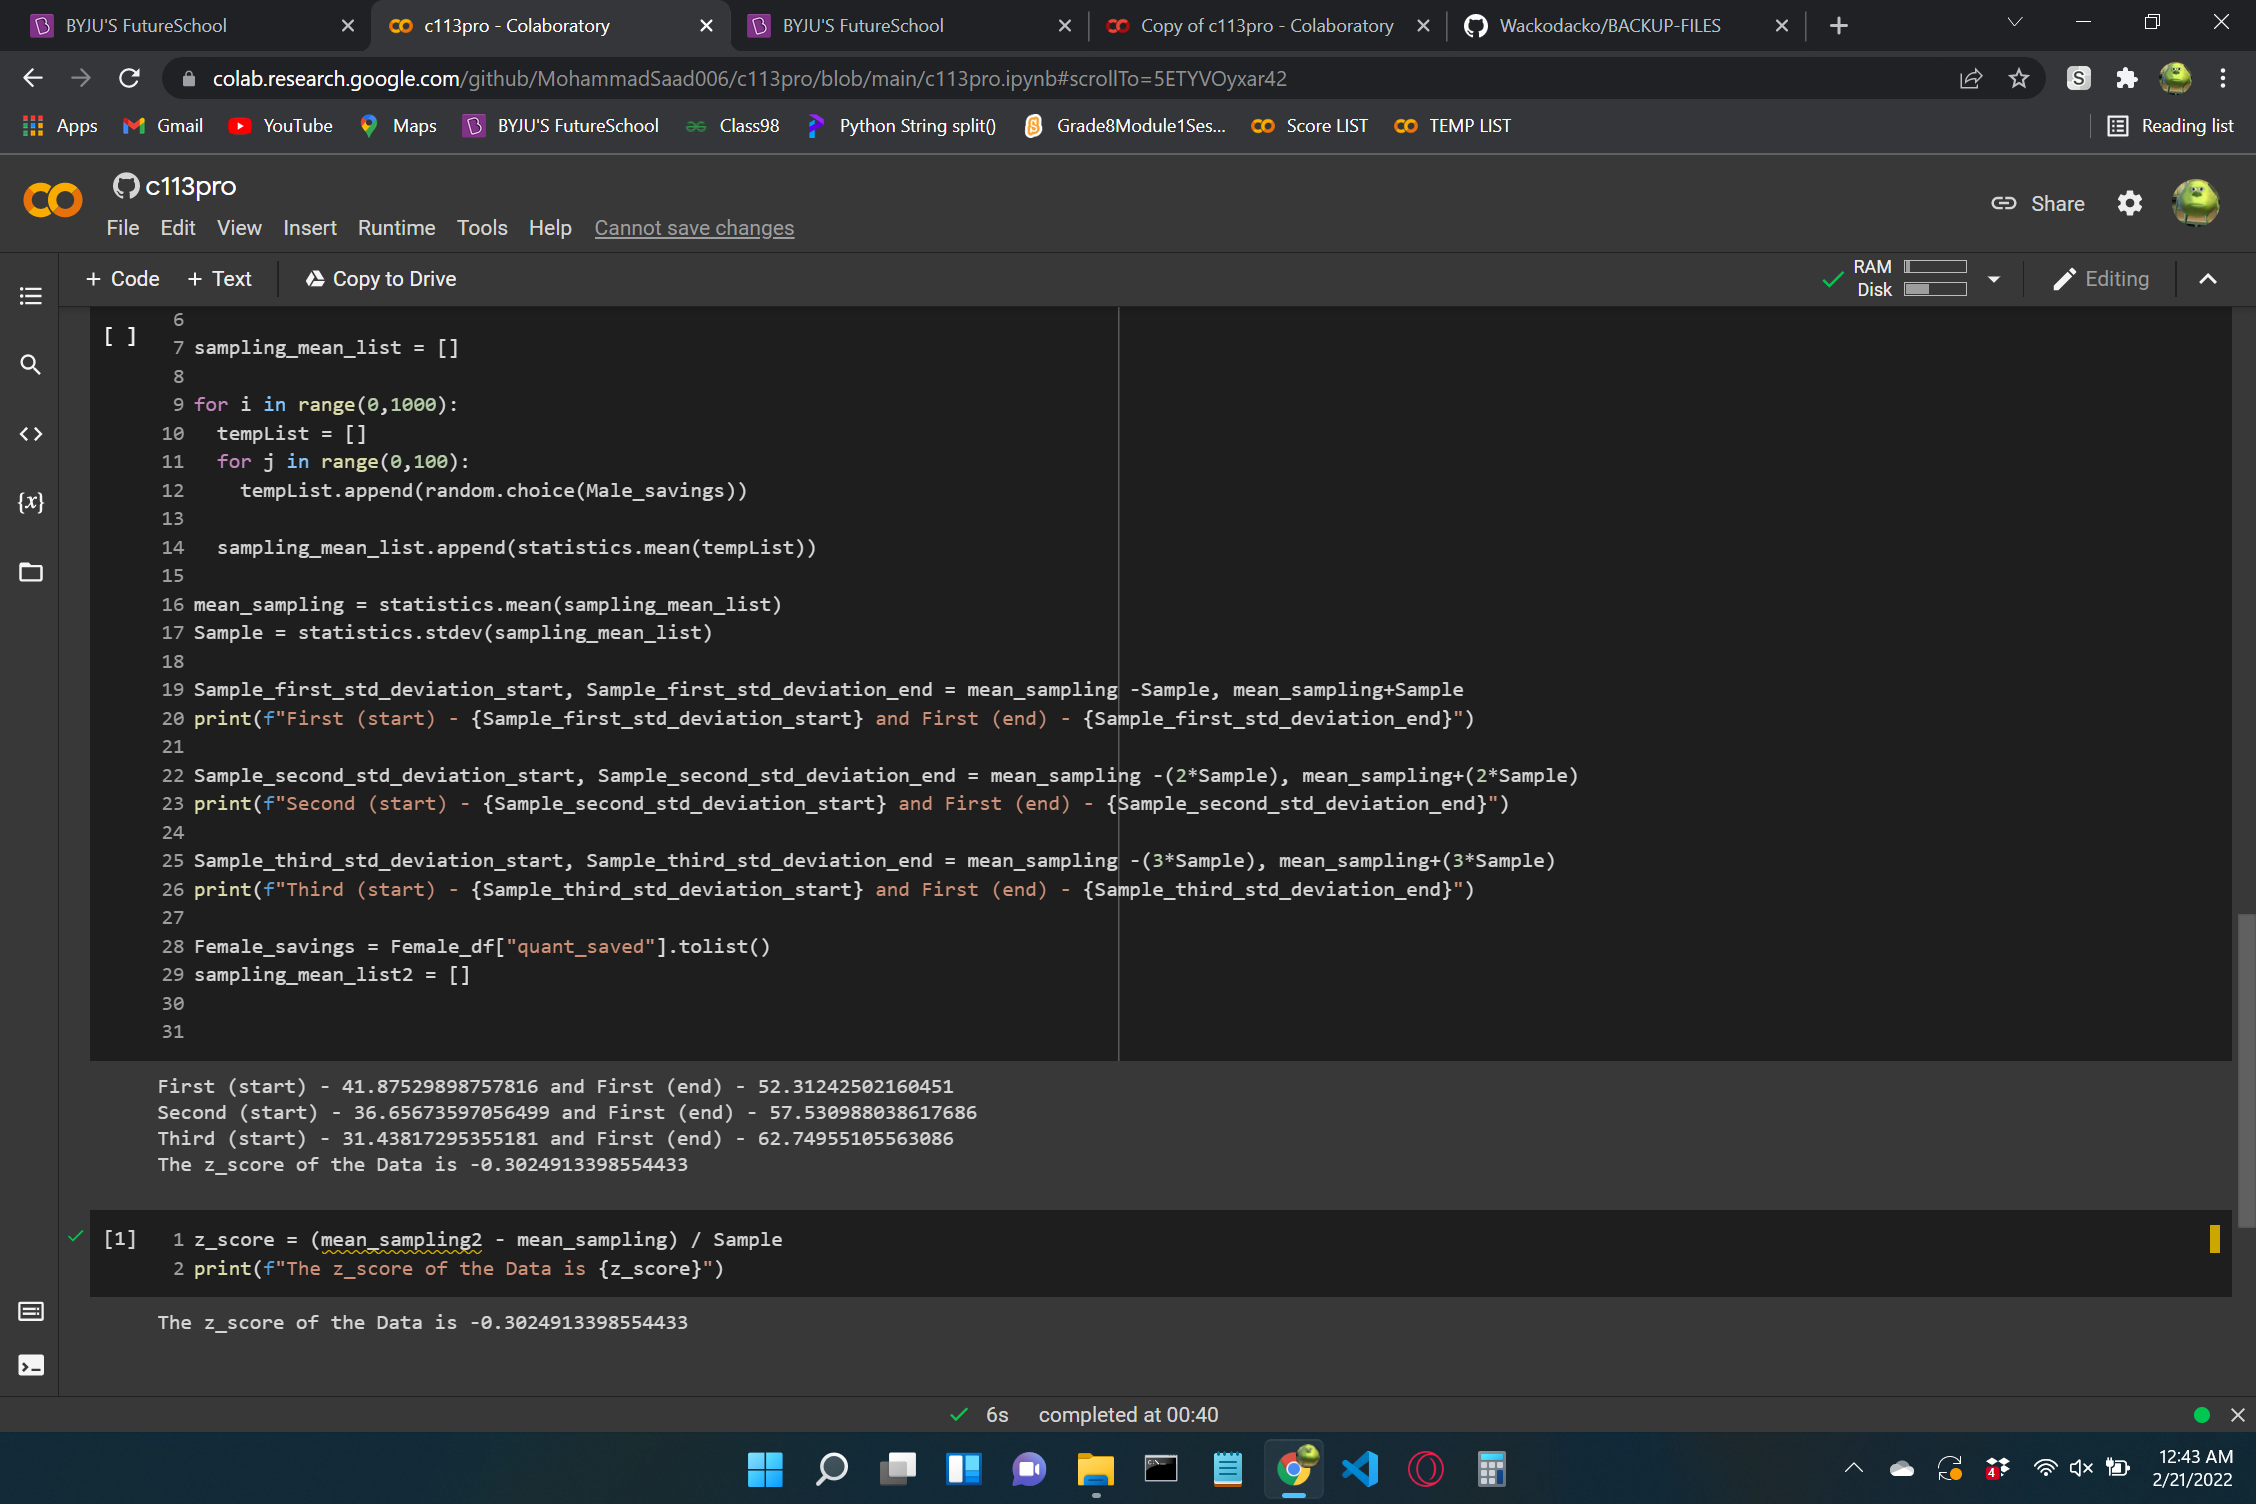 BYJU'S FutureSchool
c113pro - Colaboratory
BYJU'S FutureSchool
Copy of c113pro - Colaboratory
Wackodacko/BACKUP-FILES
colab.research.google.com/github/MohammadSaad006/c113pro/blob/main/c113pro.ipynb#scrollTo=5ETYVOyxar42
Apps
Gmail
YouTube
Maps
BYJU'S FutureSchool
Class98
Python String split()
Grade8Module1Ses...
Score LIST
TEMP LIST
Reading list
c113pro
Share
File Edit View Insert Runtime Tools Help Cannot save changes
+ Code + Text Copy to Drive
RAM
Disk
Editing
[ ]
6
7 sampling_mean_list = []
8
9 for i in range(0,1000):
10 tempList = []
11 for j in range(0,100):
12 tempList.append(random.choice(Male_savings))
13
14 sampling_mean_list.append(statistics.mean(tempList))
15
16 mean_sampling = statistics.mean(sampling_mean_list)
17 Sample = statistics.stdev(sampling_mean_list)
18
19 Sample_first_std_deviation_start, Sample_first_std_deviation_end = mean_sampling -Sample, mean_sampling+Sample
20 print(f"First (start) - {Sample_first_std_deviation_start} and First (end) - {Sample_first_std_deviation_end}")
21
22 Sample_second_std_deviation_start, Sample_second_std_deviation_end = mean_sampling -(2*Sample), mean_sampling+(2*Sample)
23 print(f"Second (start) - {Sample_second_std_deviation_start} and First (end) - {Sample_second_std_deviation_end}")
24
25 Sample_third_std_deviation_start, Sample_third_std_deviation_end = mean_sampling -(3*Sample), mean_sampling+(3*Sample)
26 print(f"Third (start) - {Sample_third_std_deviation_start} and First (end) - {Sample_third_std_deviation_end}")
27
28 Female_savings = Female_df["quant_saved"].tolist()
29 sampling_mean_list2 = []
30
31
First (start) - 41.87529898757816 and First (end) - 52.31242502160451
Second (start) - 36.65673597056499 and First (end) - 57.530988038617686
Third (start) - 31.43817295355181 and First (end) - 62.74955105563086
The z_score of the Data is -0.3024913398554433
[1]
1 z_score = (mean_sampling2 - mean_sampling) / Sample
2 print(f"The z_score of the Data is {z_score}")
The z_score of the Data is -0.3024913398554433
6s completed at 00:40
12:43 AM
2/21/2022